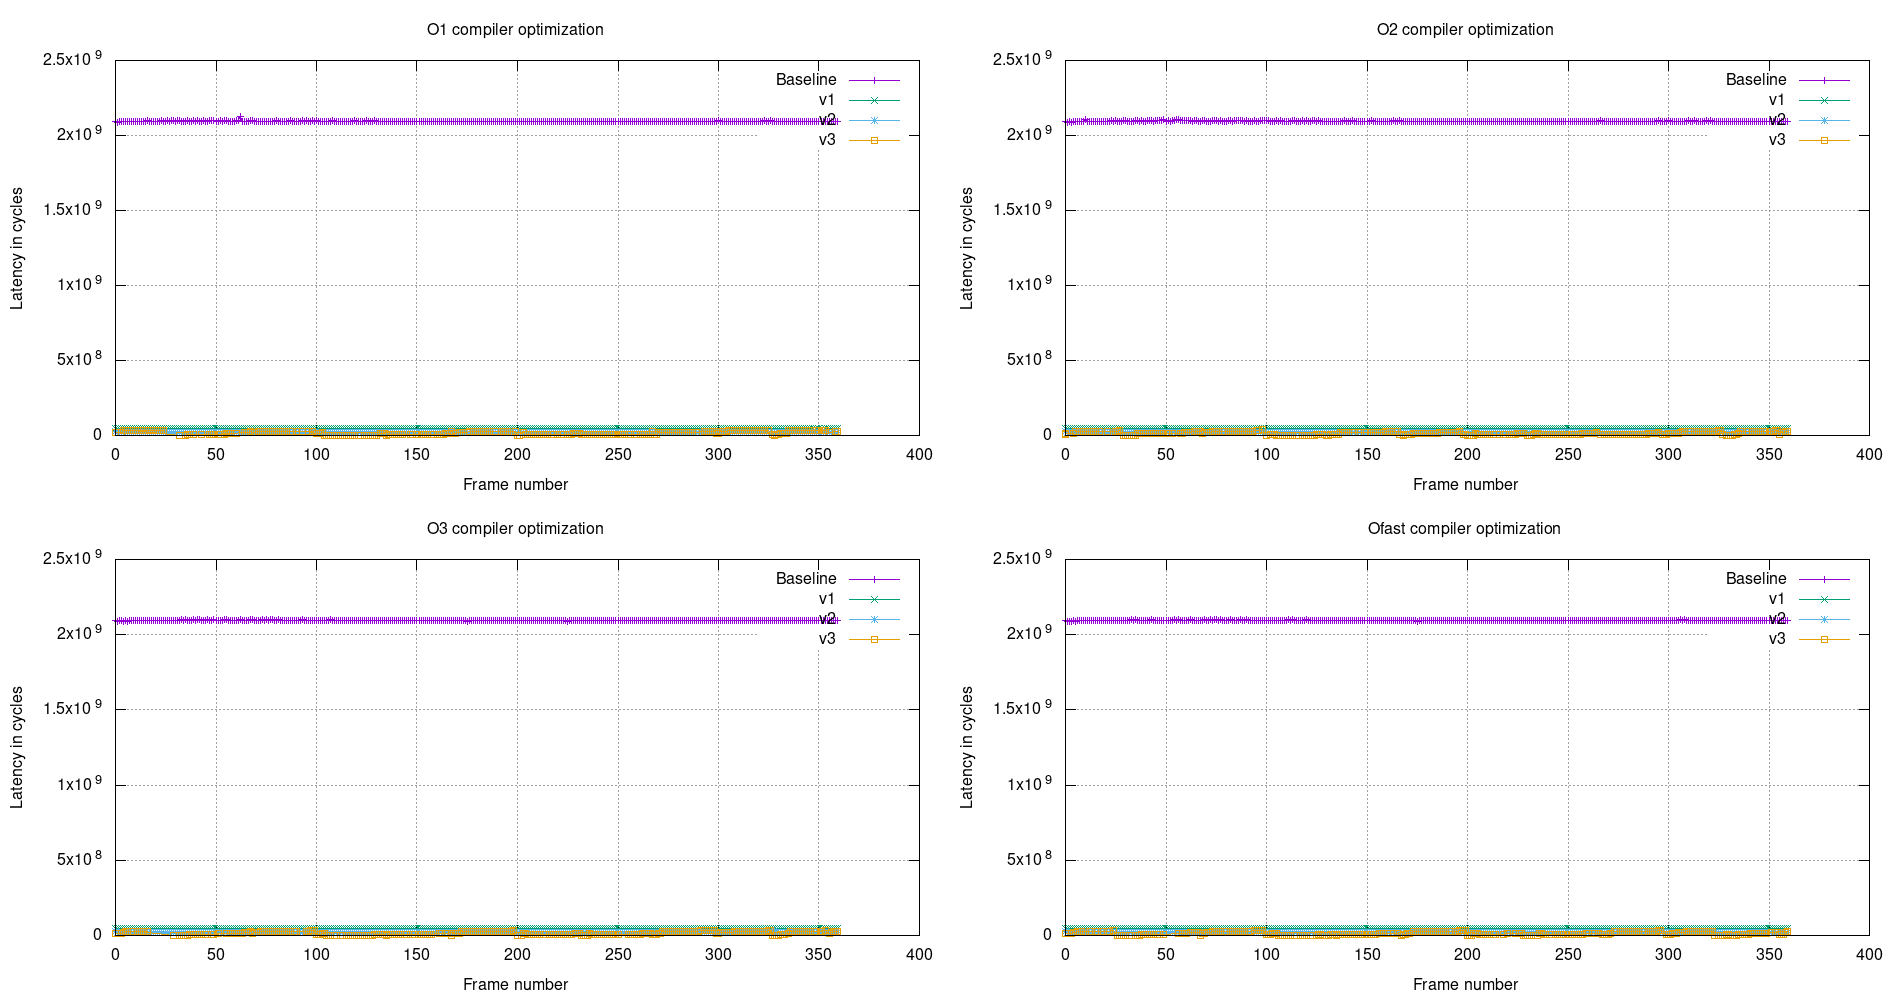 O1 compiler optimization
2.5x10^9
2x10^9
1.5x10^9
1x10^9
5x10^8
0
Latency in cycles
Baseline
v1
v2
v3
0 50 100 150 200 250 300 350 400
Frame number
O2 compiler optimization
2.5x10^9
2x10^9
1.5x10^9
1x10^9
5x10^8
0
Latency in cycles
Baseline
v1
v2
v3
0 50 100 150 200 250 300 350 400
Frame number
O3 compiler optimization
2.5x10^9
2x10^9
1.5x10^9
1x10^9
5x10^8
0
Latency in cycles
Baseline
v1
v2
v3
0 50 100 150 200 250 300 350 400
Frame number
Ofast compiler optimization
2.5x10^9
2x10^9
1.5x10^9
1x10^9
5x10^8
0
Latency in cycles
Baseline
v1
v2
v3
0 50 100 150 200 250 300 350 400
Frame number